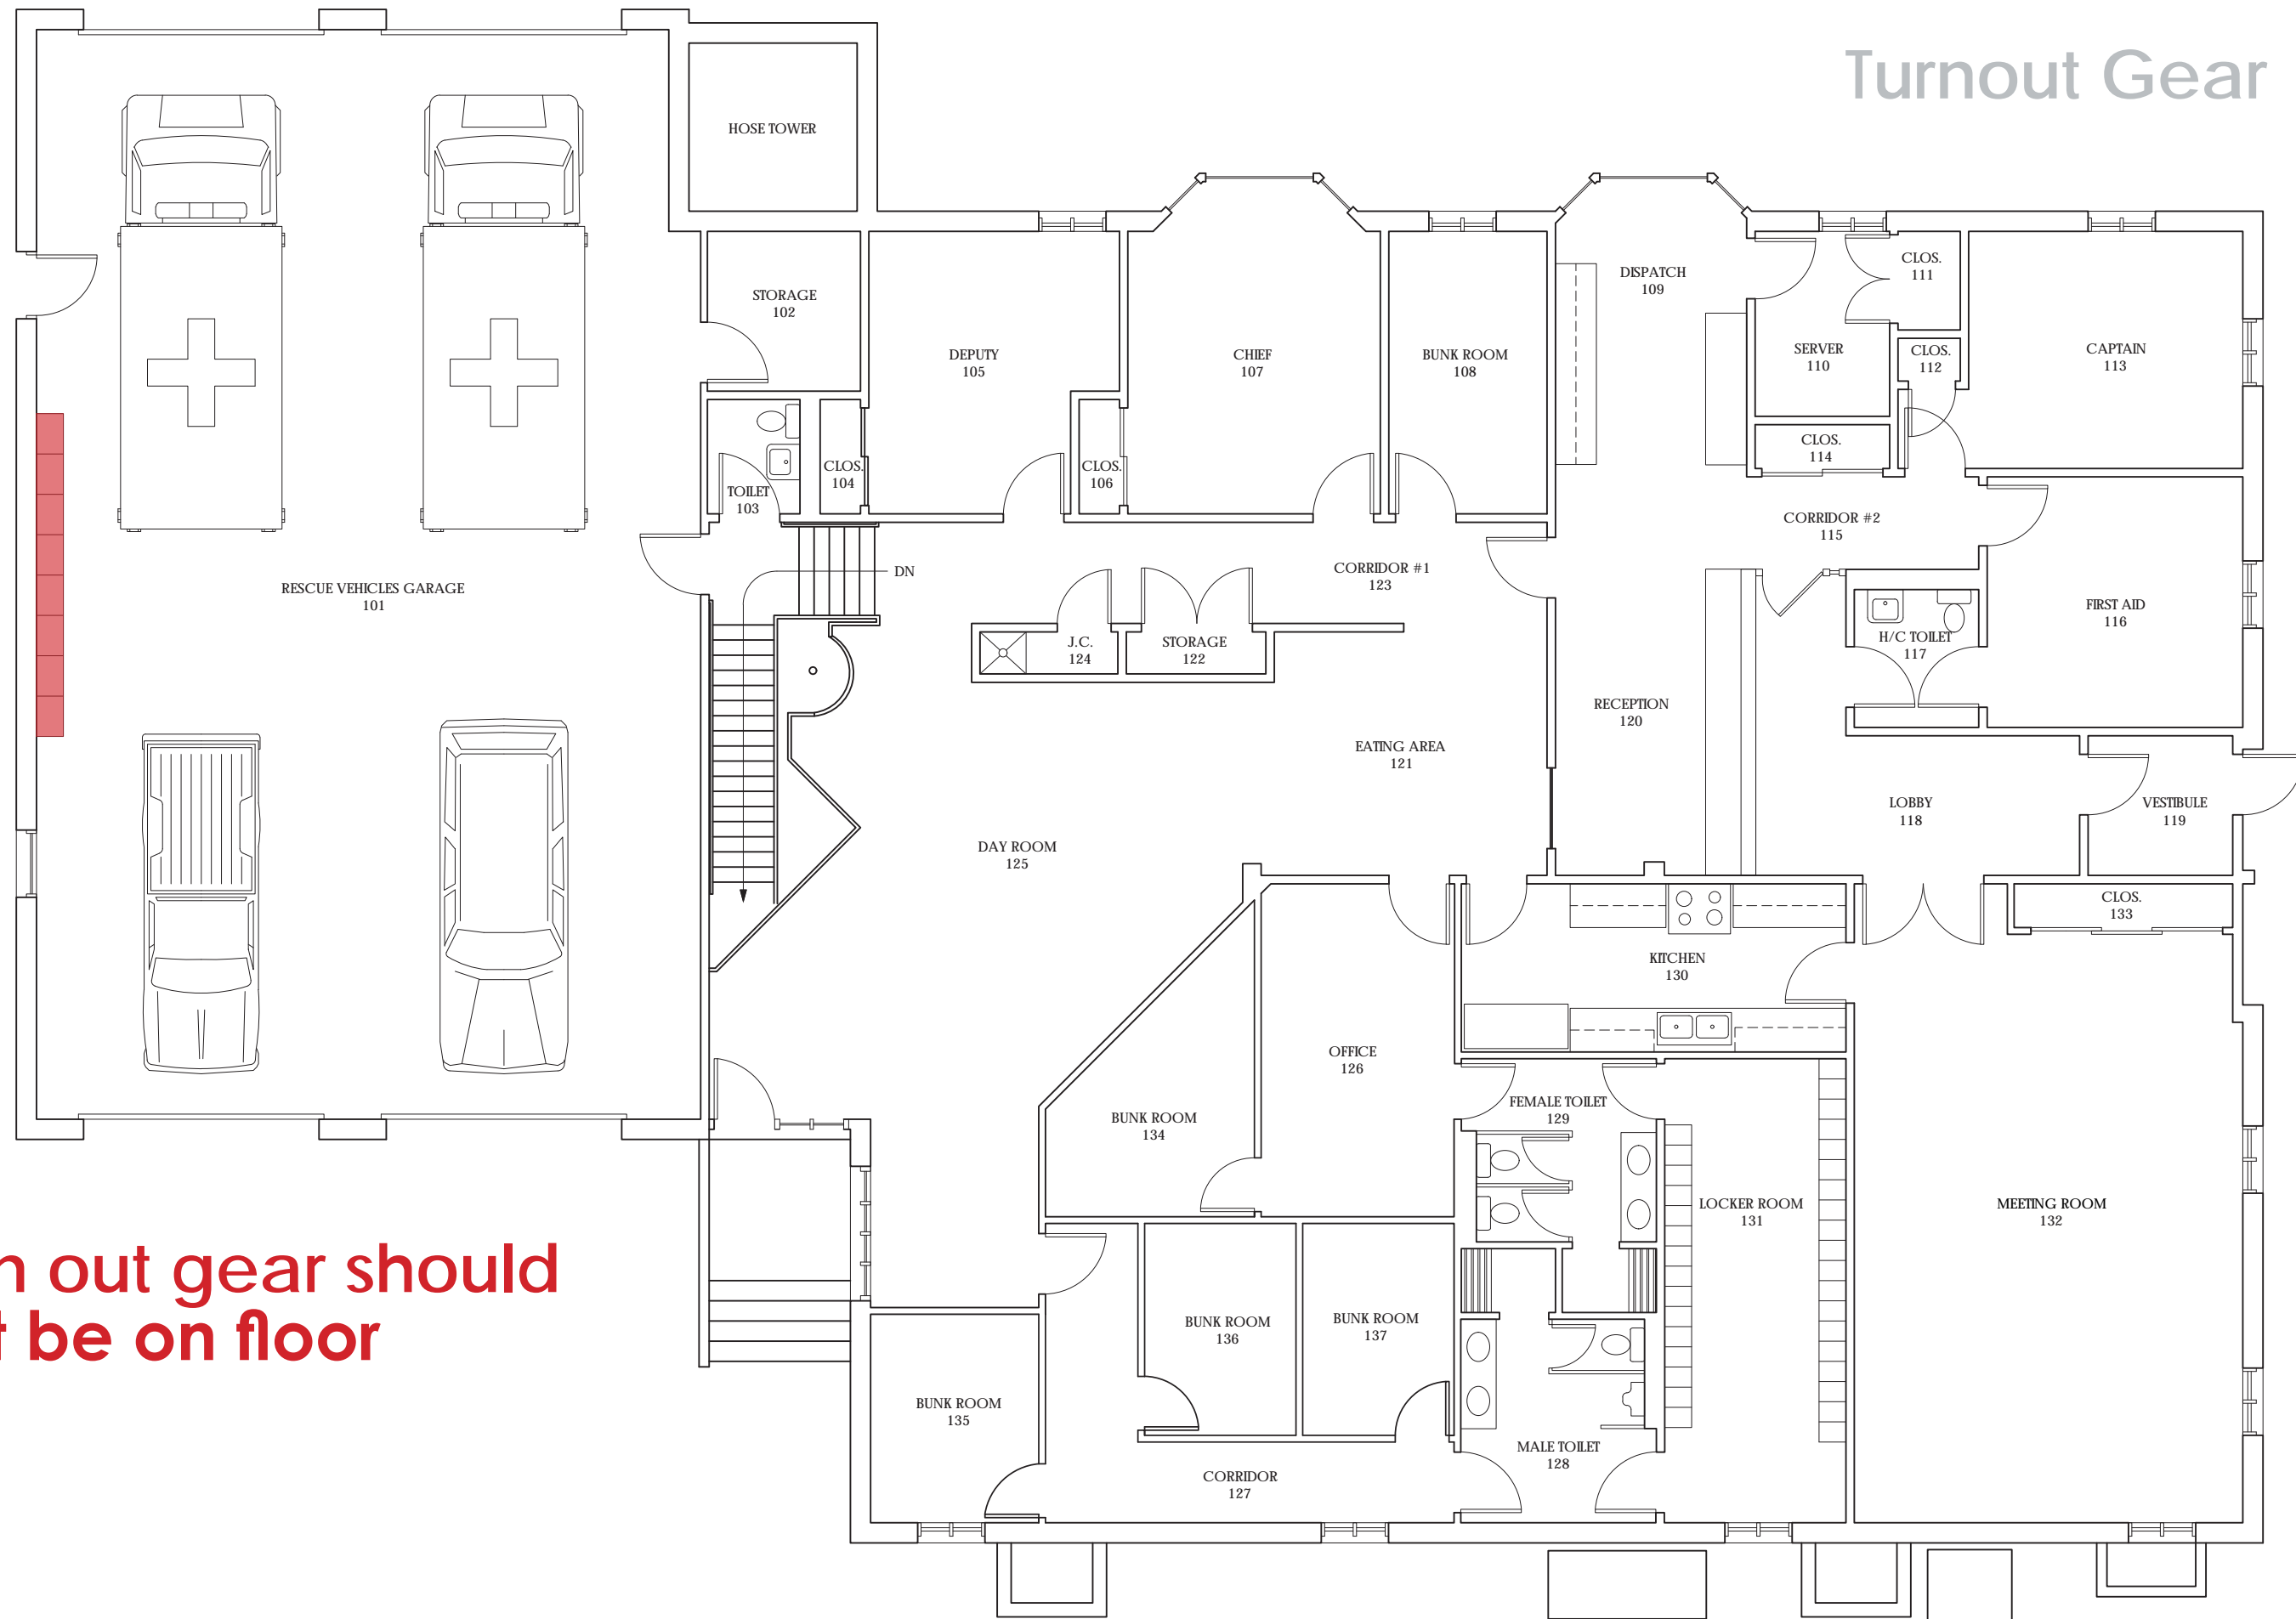 Turnout Gear
HOSE TOWER
STORAGE
102
DEPUTY
105
CHIEF
107
BUNK ROOM
108
DISPATCH
109
SERVER
110
CLOS.
111
CLOS.
112
CAPTAIN
113
CLOS.
114
CLOS.
104
CLOS.
106
TOILET
103
CORRIDOR #2
115
DN
CORRIDOR #1
123
RESCUE VEHICLES GARAGE
101
J.C.
124
STORAGE
122
FIRST AID
116
H/C TOILET
117
RECEPTION
120
EATING AREA
121
LOBBY
118
VESTIBULE
119
DAY ROOM
125
CLOS.
133
KITCHEN
130
OFFICE
126
BUNK ROOM
134
FEMALE TOILET
129
LOCKER ROOM
131
MEETING ROOM
132
n out gear should
t be on floor
BUNK ROOM
136
BUNK ROOM
137
BUNK ROOM
135
MALE TOILET
128
CORRIDOR
127